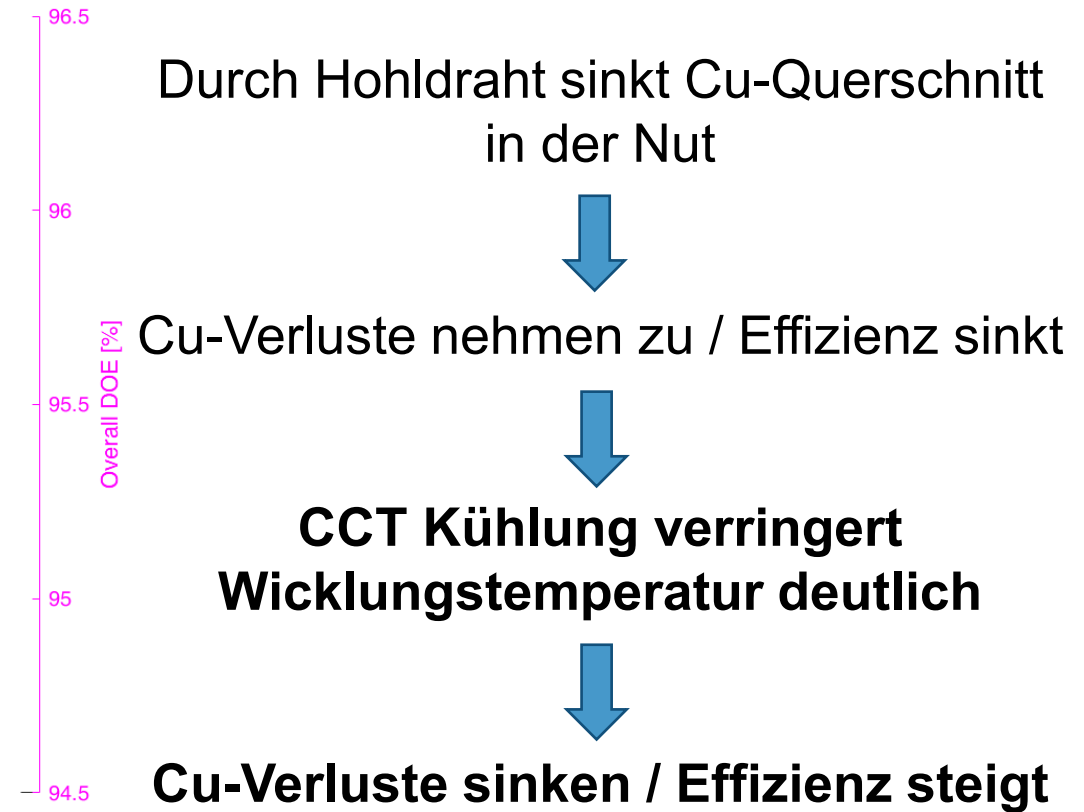 96.5
Durch Hohldraht sinkt Cu-Querschnitt
in der Nut
96
Cu-Verluste nehmen zu / Effizienz sinkt
Overall DOE [%]
95.5
CCT Kühlung verringert
Wicklungstemperatur deutlich
95
Cu-Verluste sinken / Effizienz steigt
94.5